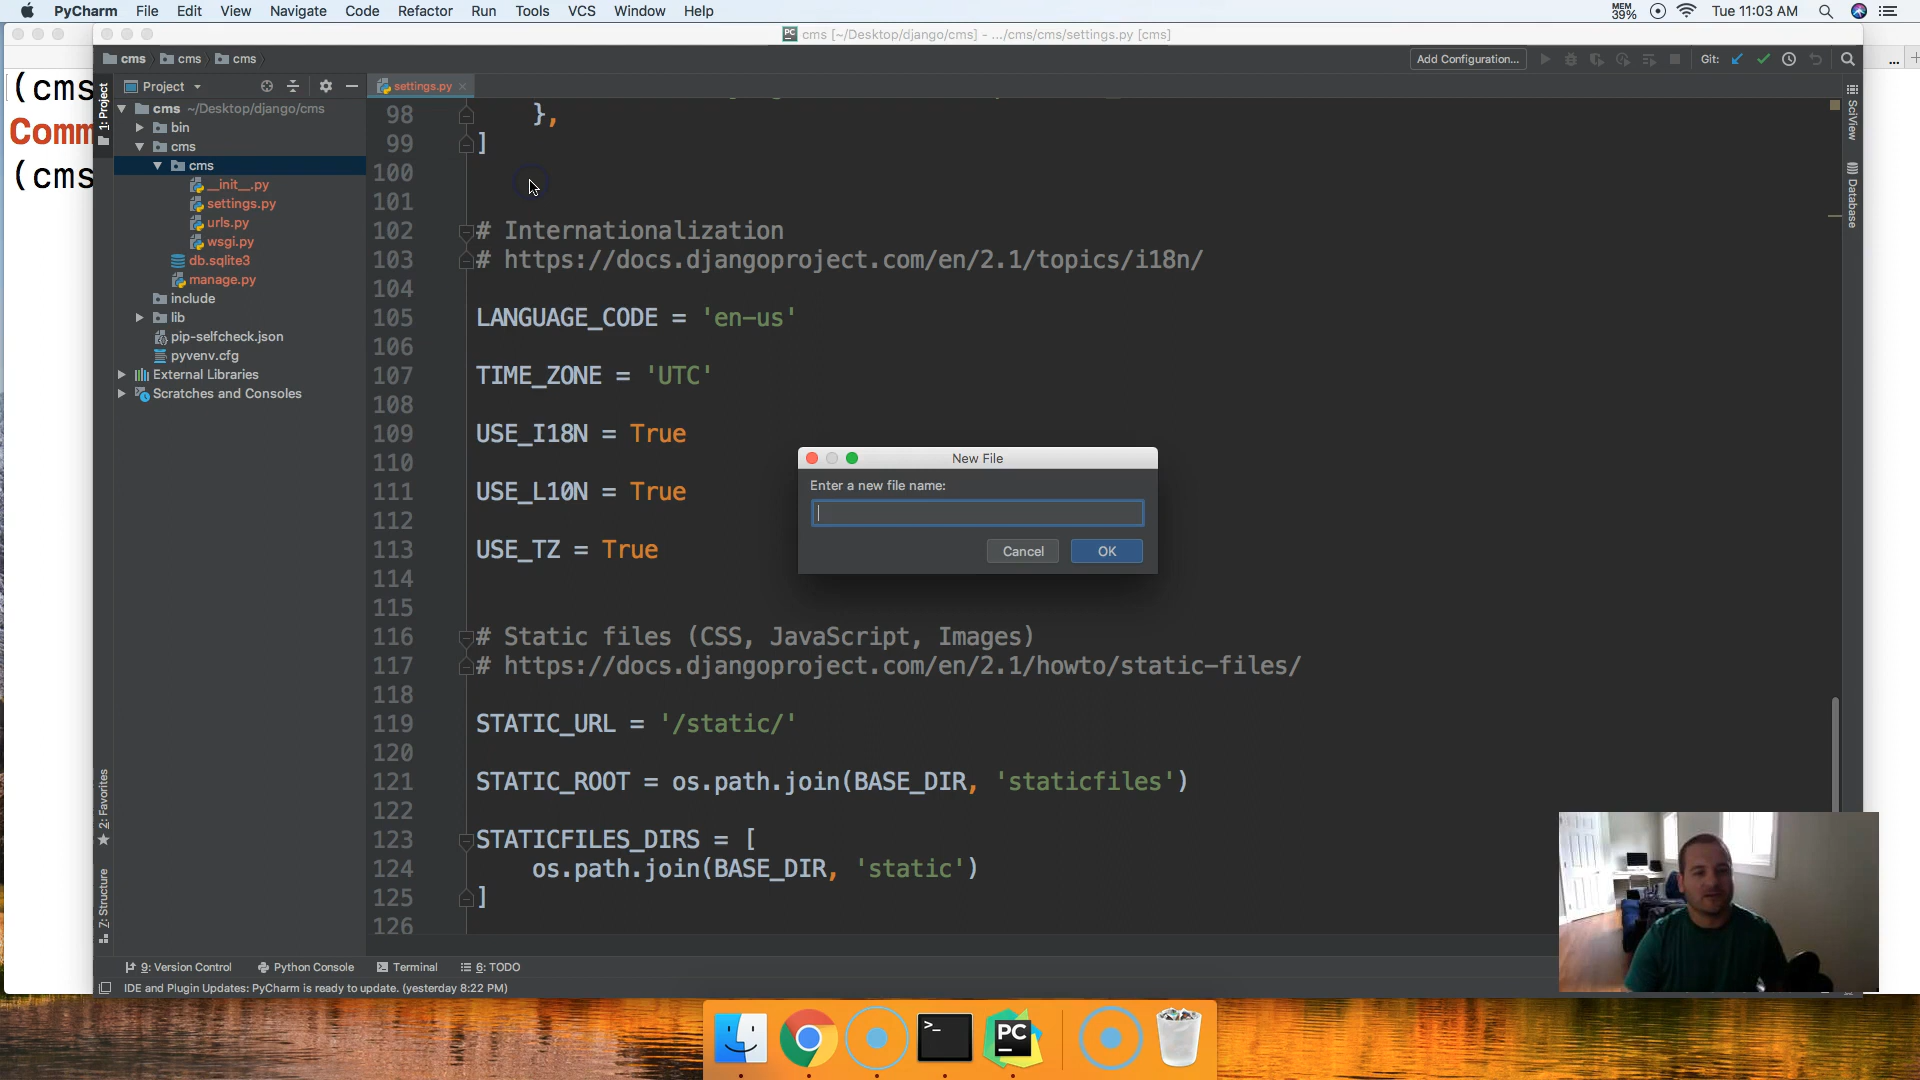 PyCharm File Edit View Navigate Code Refactor Run Tools VCS Window Help
MEM 39% Tue 11:03 AM
cms [~/Desktop/django/cms] - .../cms/cms/settings.py [cms]
cms cms cms
Add Configuration... Git:
...
(cms
Comm
(cms
1: Project
2: Favorites
7: Structure
Project
cms ~/Desktop/django/cms
bin
cms
cms
__init__.py
settings.py
urls.py
wsgi.py
db.sqlite3
manage.py
include
lib
pip-selfcheck.json
pyvenv.cfg
External Libraries
Scratches and Consoles
settings.py
98 },
99 ]
100
101
102 # Internationalization
103 # https://docs.djangoproject.com/en/2.1/topics/i18n/
104
105 LANGUAGE_CODE = 'en-us'
106
107 TIME_ZONE = 'UTC'
108
109 USE_I18N = True
110
111 USE_L10N = True
112
113 USE_TZ = True
114
115
116 # Static files (CSS, JavaScript, Images)
117 # https://docs.djangoproject.com/en/2.1/howto/static-files/
118
119 STATIC_URL = '/static/'
120
121 STATIC_ROOT = os.path.join(BASE_DIR, 'staticfiles')
122
123 STATICFILES_DIRS = [
124 os.path.join(BASE_DIR, 'static')
125 ]
126
New File
Enter a new file name:
Cancel OK
SciView
Database
9: Version Control Python Console Terminal 6: TODO
IDE and Plugin Updates: PyCharm is ready to update. (yesterday 8:22 PM)
>_
PC